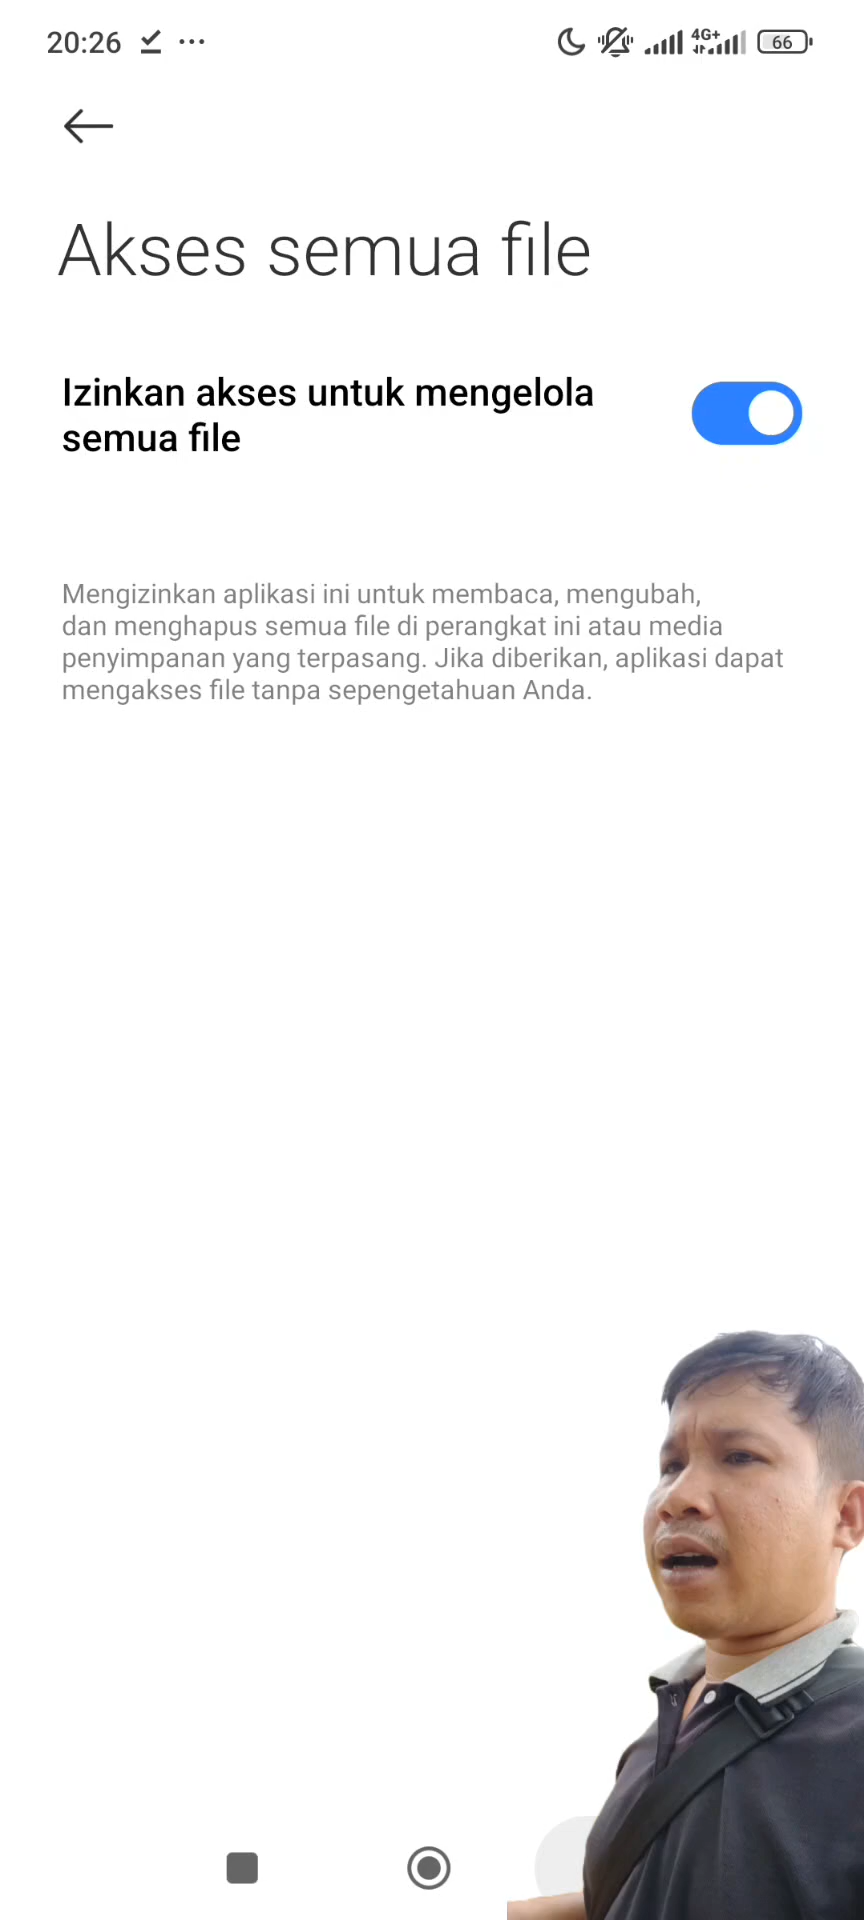 20:26
4G+
66
Akses semua file
Izinkan akses untuk mengelola
semua file
Mengizinkan aplikasi ini untuk membaca, mengubah,
dan menghapus semua file di perangkat ini atau media
penyimpanan yang terpasang. Jika diberikan, aplikasi dapat
mengakses file tanpa sepengetahuan Anda.